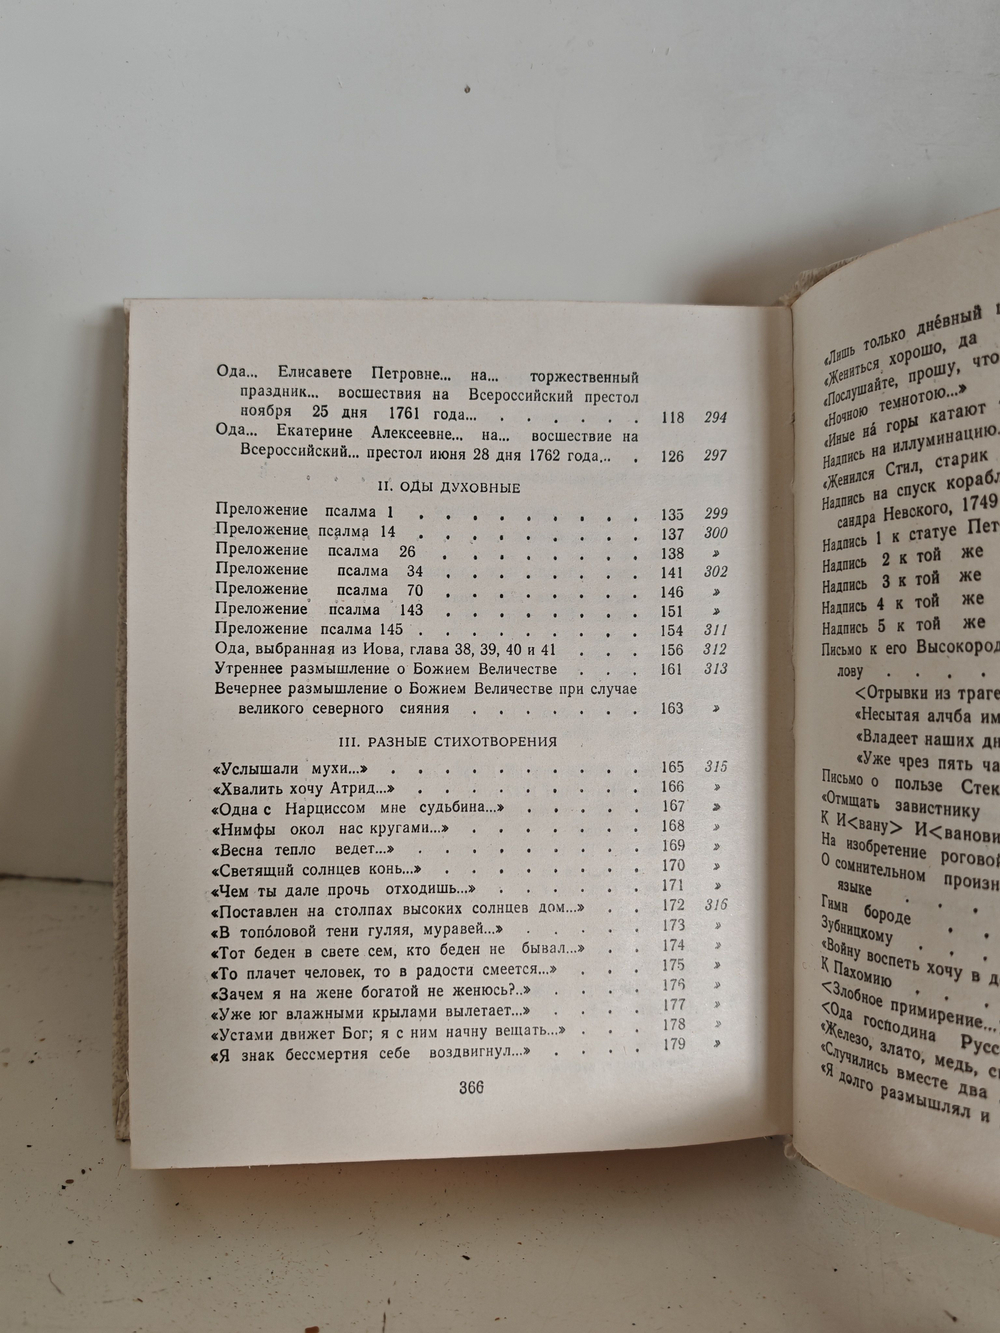 Ода... Елисавете Петровне... на... торжественный
праздник... восшествия на Всероссийский престол
ноября 25 дня 1761 года... . . . . . . 118 294
Ода... Екатерине Алексеевне... на... восшествие на
Всероссийский... престол июня 28 дня 1762 года... . 126 297
II. ОДЫ ДУХОВНЫЕ
Преложение псалма 1 . . . . . . . . . 135 299
Преложение псалма 14 . . . . . . . . . 137 300
Преложение псалма 26 . . . . . . . . 138 »
Преложение псалма 34 . . . . . . . . 141 302
Преложение псалма 70 . . . . . . . . 146 »
Преложение псалма 143 . . . . . . . . 151 »
Преложение псалма 145 . . . . . . . . . 154 311
Ода, выбранная из Иова, глава 38, 39, 40 и 41 . . . 156 312
Утреннее размышление о Божием Величестве . . . 161 313
Вечернее размышление о Божием Величестве при случае
великого северного сияния . . . . . . . 163 »
III. РАЗНЫЕ СТИХОТВОРЕНИЯ
«Услышали мухи...» . . . . . . . . . . 165 315
«Хвалить хочу Атрид...» . . . . . . . . . 166 »
«Одна с Нарциссом мне судьбина...» . . . . . 167 »
«Нимфы окол нас кругами...» . . . . . . . 168 »
«Весна тепло ведет...» . . . . . . . . . 169 »
«Светящий солнцев конь...» . . . . . . . . 170 »
«Чем ты дале прочь отходишь...» . . . . . . 171 »
«Поставлен на столпах высоких солнцев дом...» . . 172 316
«В топо́ловой тени гуляя, муравей...» . . . . . 173 »
«Тот беден в свете сем, кто беден не бывал...» . . 174 »
«То плачет человек, то в радости смеется...» . . . 175 »
«Зачем я на жене богатой не женюсь?..» . . . . 176 »
«Уже юг влажными крылами вылетает...» . . . . 177 »
«Устами движет Бог; я с ним начну вещать...» . . . 178 »
«Я знак бессмертия себе воздвигнул...» . . . . 179 »
366
«Лишь только дне́вный
«Жениться хорошо, да
«Послушайте, прошу, что
«Ночною темнотою...»
«Иные на́ горы катают
Надпись на иллуминацию
«Женился Стил, старик
Надпись на спуск корабл
сандра Невского, 1749
Надпись 1 к статуе Пет
Надпись 2 к той же
Надпись 3 к той же
Надпись 4 к той же
Надпись 5 к той же
Письмо к его Высокород
лову . . . .
<Отрывки из траге
«Несытая алчба им
«Владеет наших дн
«Уже чрез пять ча
Письмо о пользе Стек
«Отмщать завистнику
К И<вану> И<ванови
На изобретение роговой
О сомнительном произн
языке . . .
Гимн бороде . .
Зубницкому . . .
«Войну воспеть хочу в
К Пахомию . . .
<Злобное примирение...
<Ода господина Русс
«Железо, злато, медь,
«Случились вместе два
«Я долго размышлял и